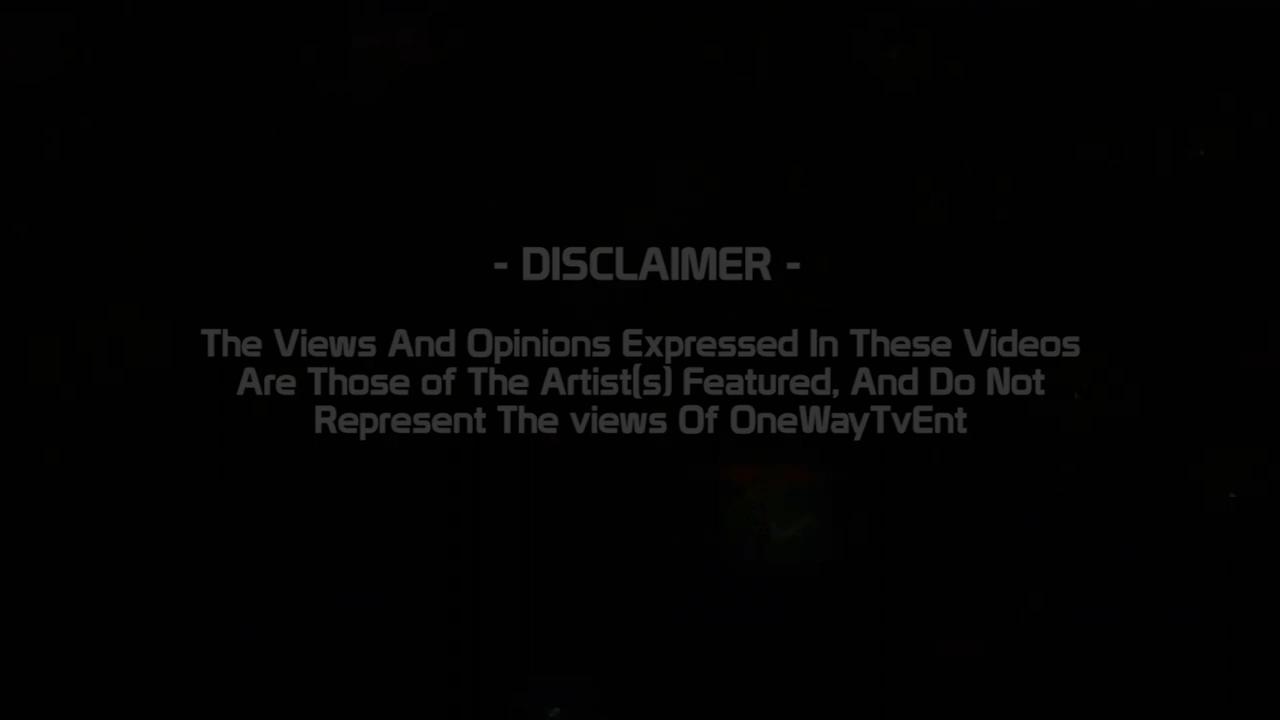 - DISCLAIMER -
The Views And Opinions Expressed In These Videos
Are Those of The Artist(s) Featured, And Do Not
Represent The views Of OneWayTvEnt